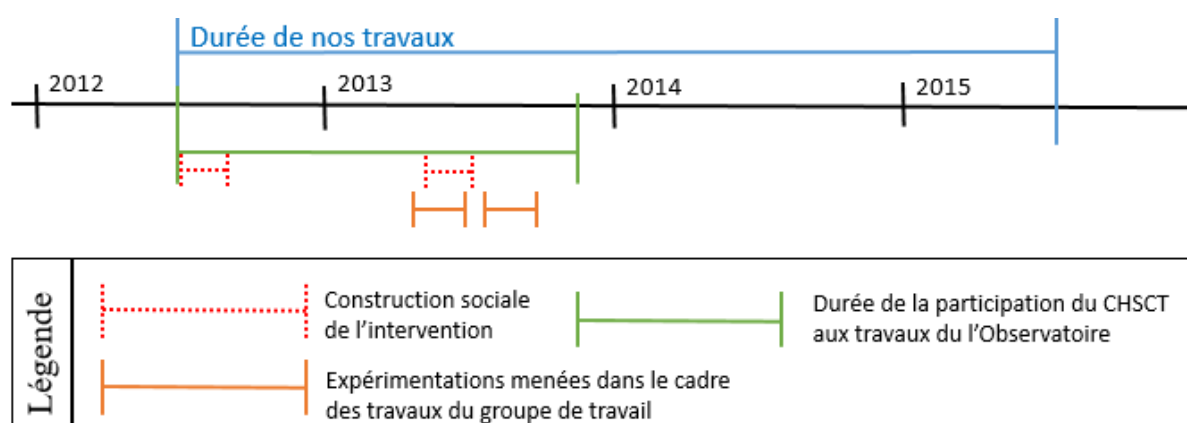 Durée de nos travaux
2012
2013
2014
2015
Légende
Construction sociale
de l'intervention
Durée de la participation du CHSCT
aux travaux du l'Observatoire
Expérimentations menées dans le cadre
des travaux du groupe de travail